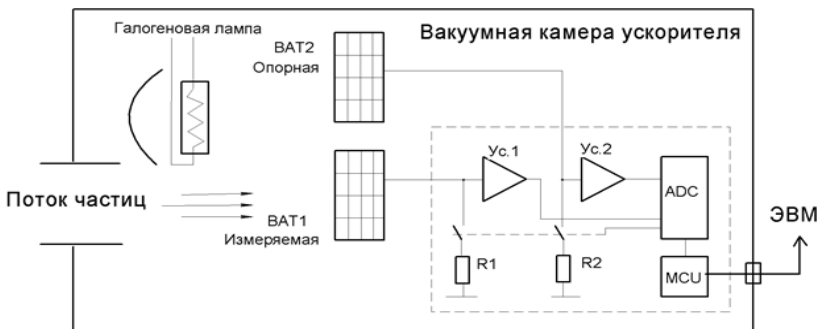 Галогеновая лампа
Вакуумная камера ускорителя
BAT2
Опорная
Ус.1
Ус.2
ADC
Поток частиц
BAT1
Измеряемая
R1
R2
MCU
ЭВМ